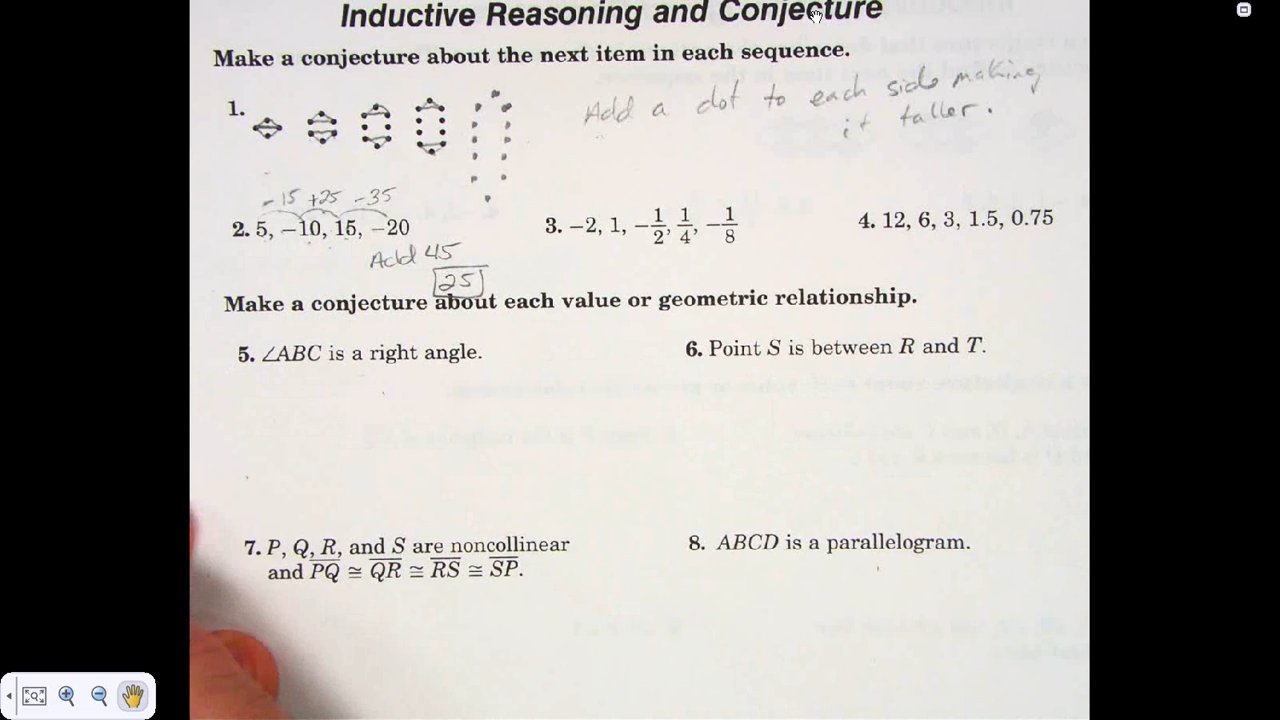 Inductive Reasoning and Conjecture
Make a conjecture about the next item in each sequence.
1.
Add a dot to each side making
it taller.
-15 +25 -35
2. 5, −10, 15, −20
3. −2, 1, −1/2, 1/4, −1/8
4. 12, 6, 3, 1.5, 0.75
Add 45
25
Make a conjecture about each value or geometric relationship.
5. ∠ABC is a right angle.
6. Point S is between R and T.
7. P, Q, R, and S are noncollinear
and P̅Q̅ ≅ Q̅R̅ ≅ R̅S̅ ≅ S̅P̅.
8. ABCD is a parallelogram.